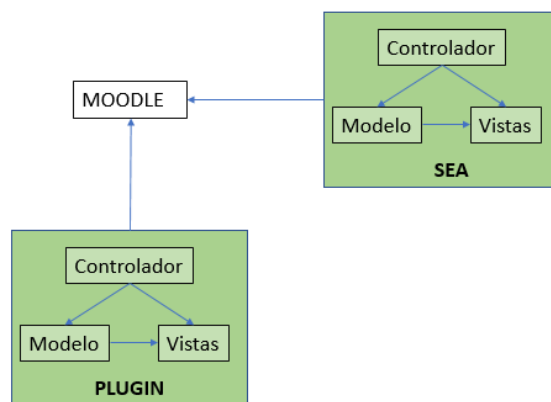 Controlador
MOODLE
Modelo
Vistas
SEA
Controlador
Modelo
Vistas
PLUGIN